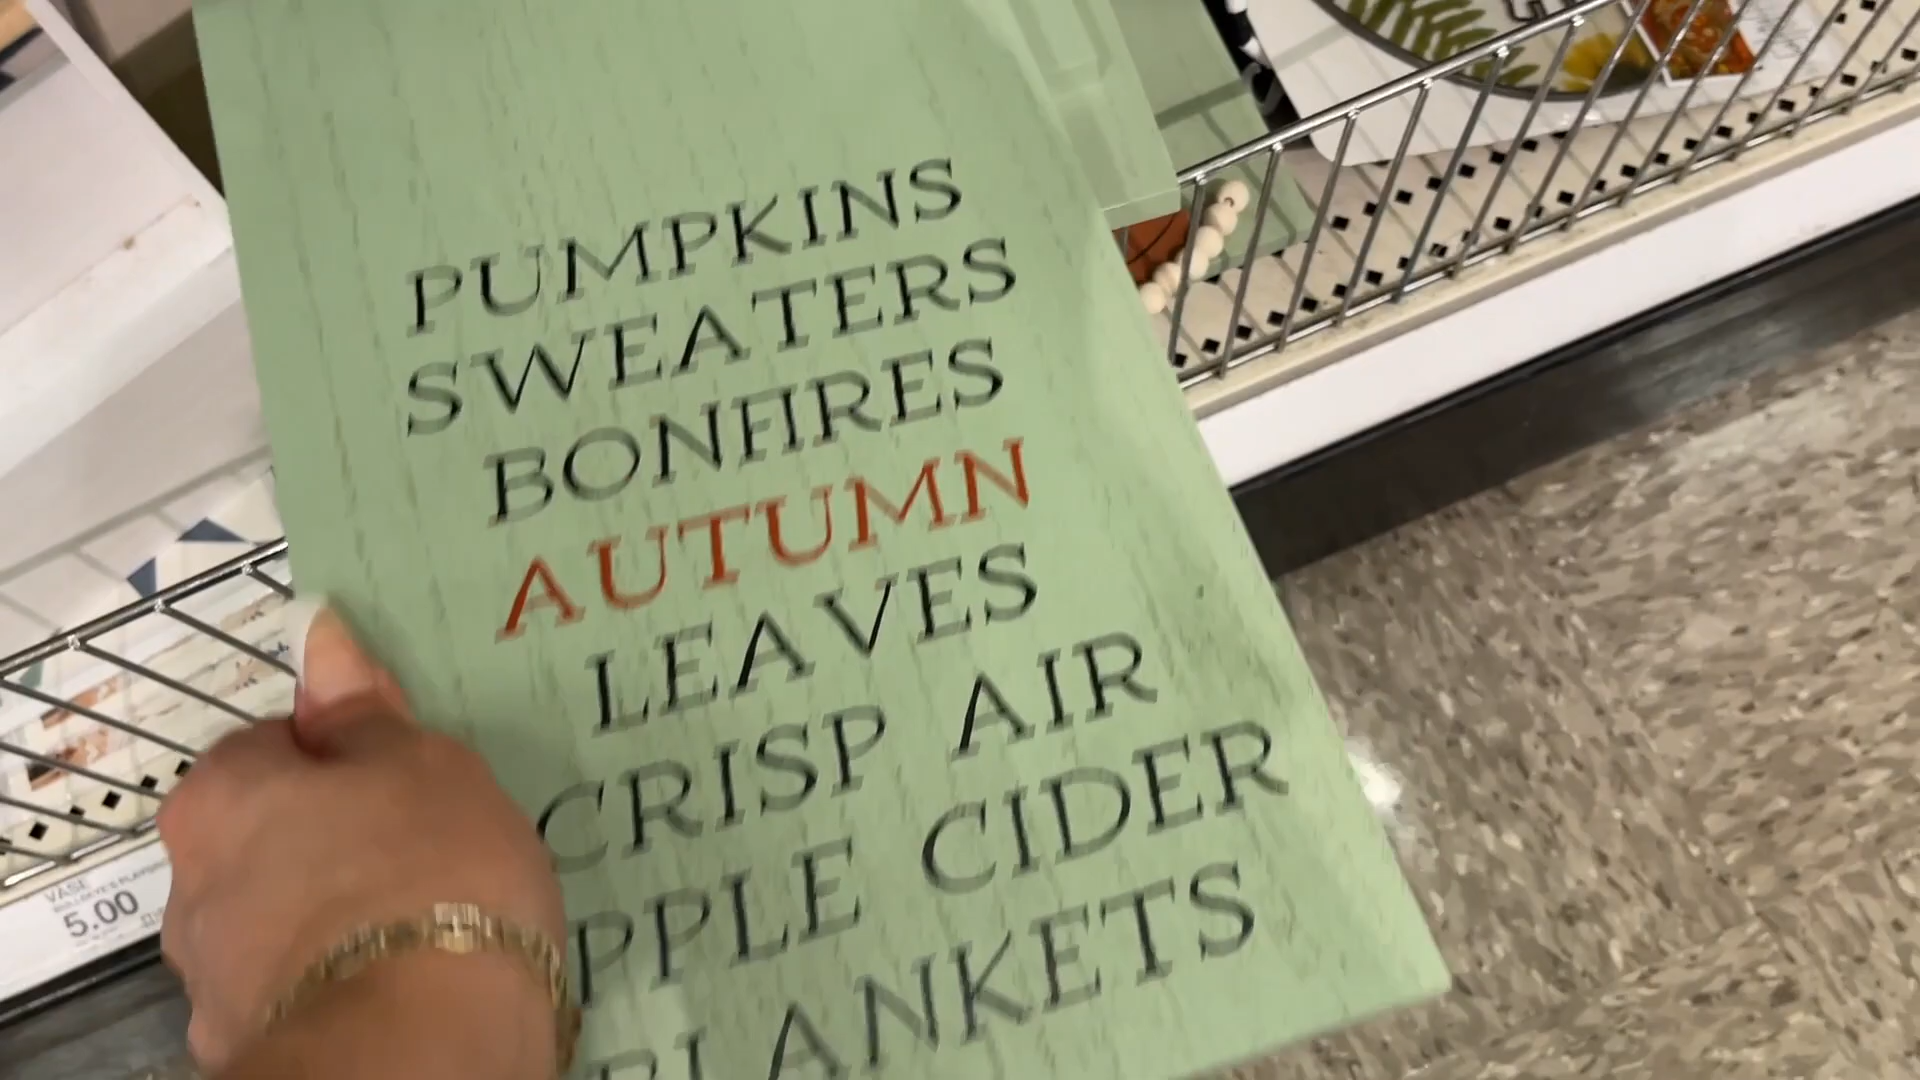 PUMPKINS
SWEATERS
BONFIRES
AUTUMN
LEAVES
CRISP AIR
PPLE CIDER
LANKETS
VASE
5.00